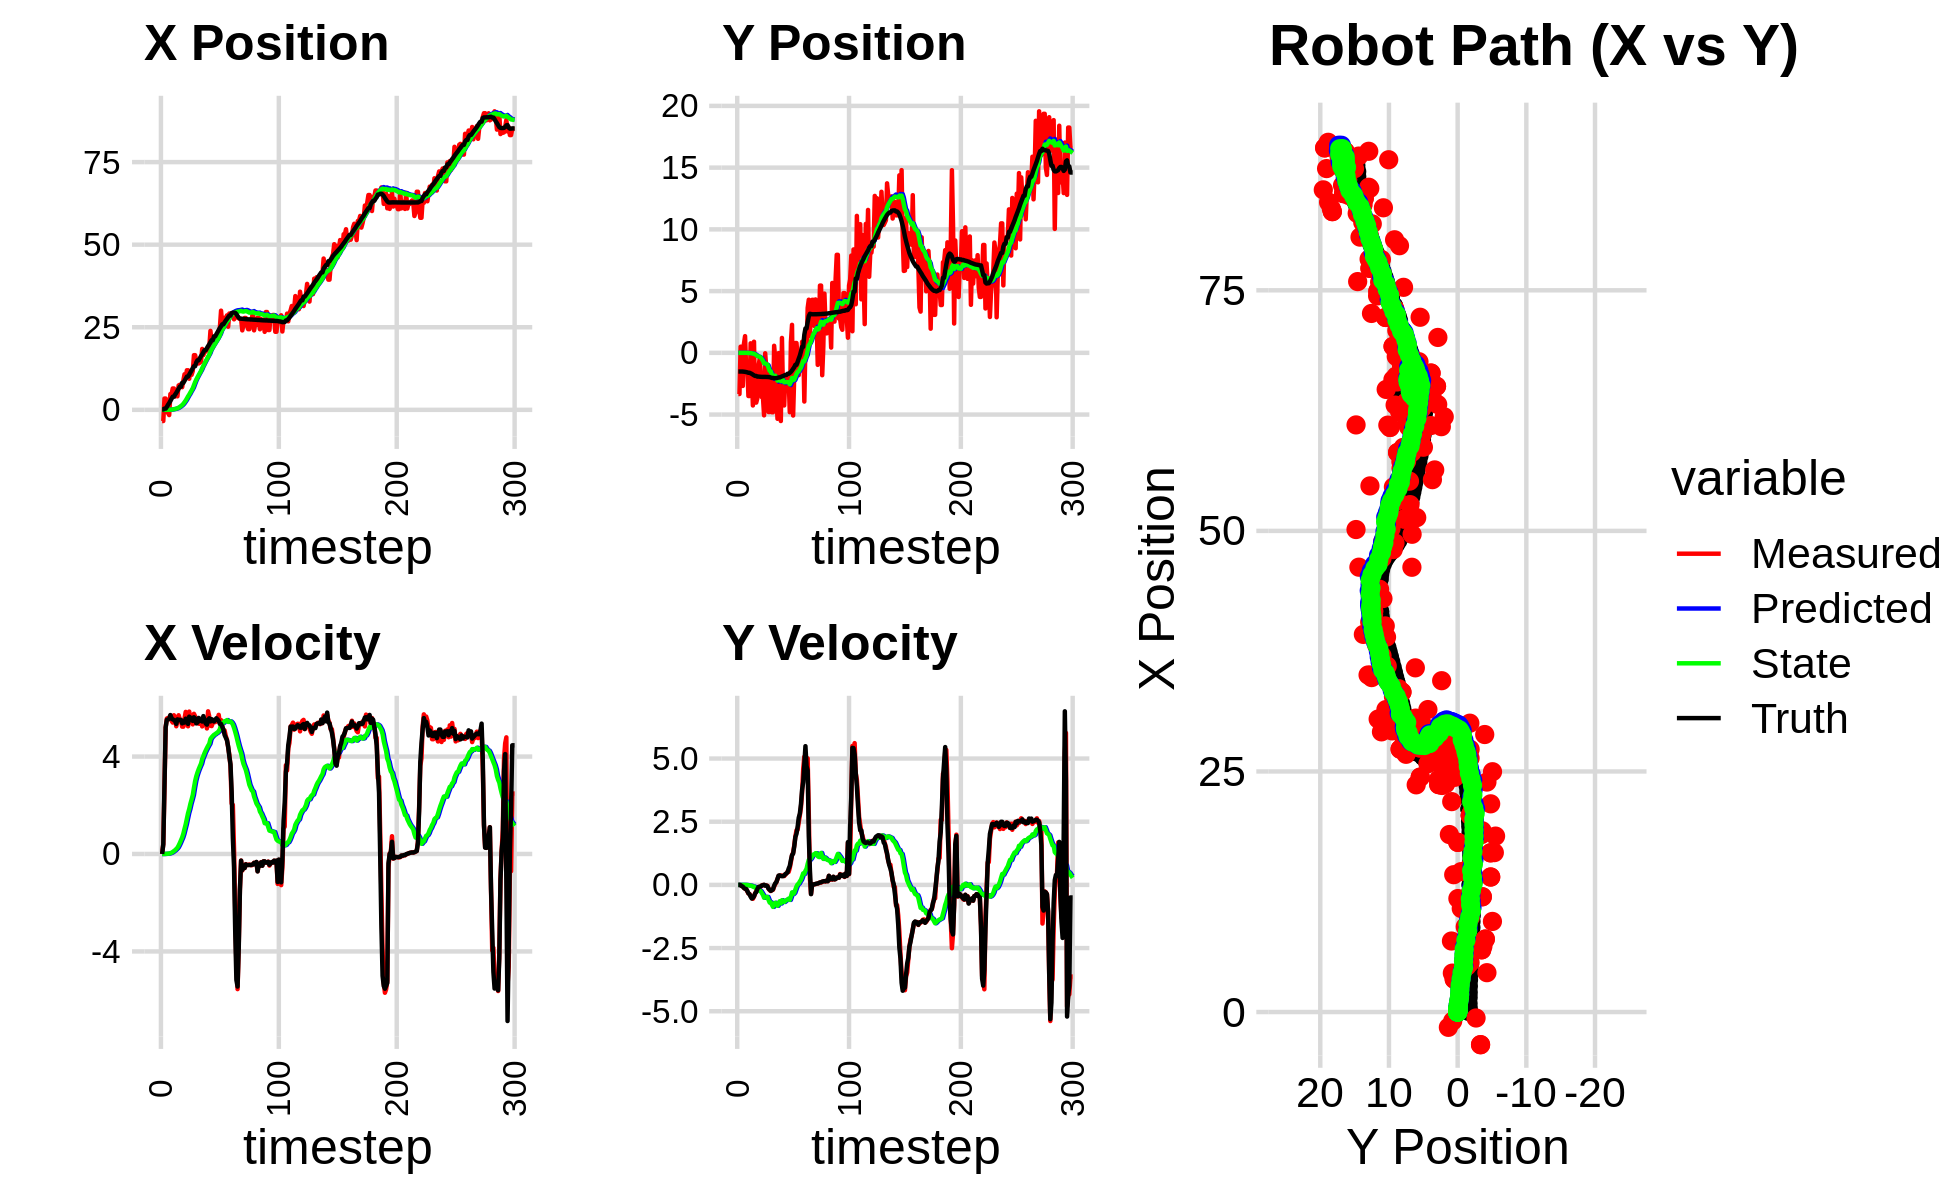 X Position
75
50
25
0
0
100
200
300
timestep
Y Position
20
15
10
5
0
-5
0
100
200
300
timestep
X Velocity
4
0
-4
0
100
200
300
timestep
Y Velocity
5.0
2.5
0.0
-2.5
-5.0
0
100
200
300
timestep
Robot Path (X vs Y)
X Position
75
50
25
0
20 10 0 -10 -20
Y Position
variable
Measured
Predicted
State
Truth